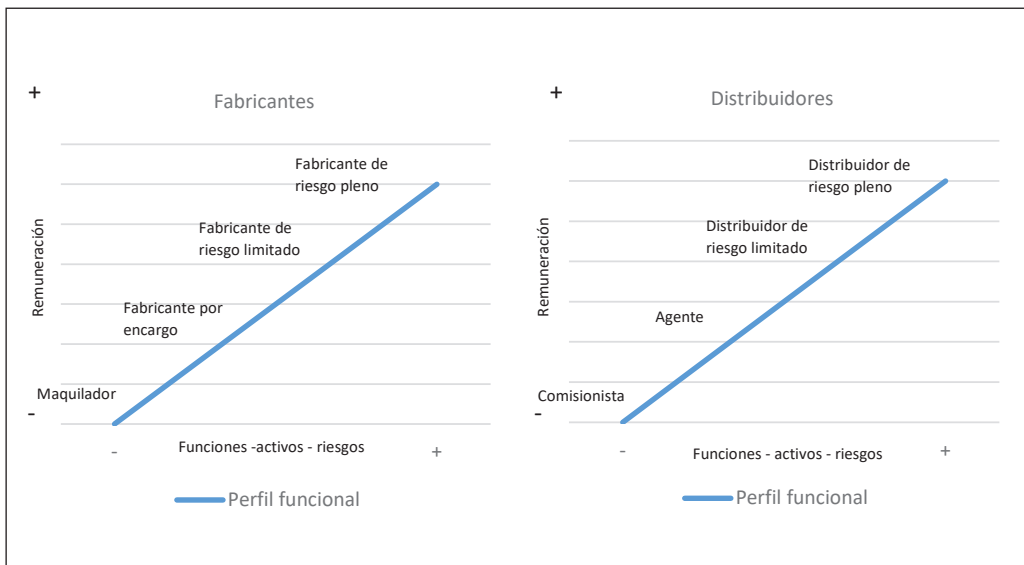 +
Fabricantes
Fabricante de
riesgo pleno
Fabricante de
riesgo limitado
Remuneración
Fabricante por
encargo
Maquilador
-
Funciones -activos - riesgos
-
+
Perfil funcional
+
Distribuidores
Distribuidor de
riesgo pleno
Distribuidor de
riesgo limitado
Remuneración
Agente
Comisionista
-
-
Funciones - activos - riesgos
+
Perfil funcional